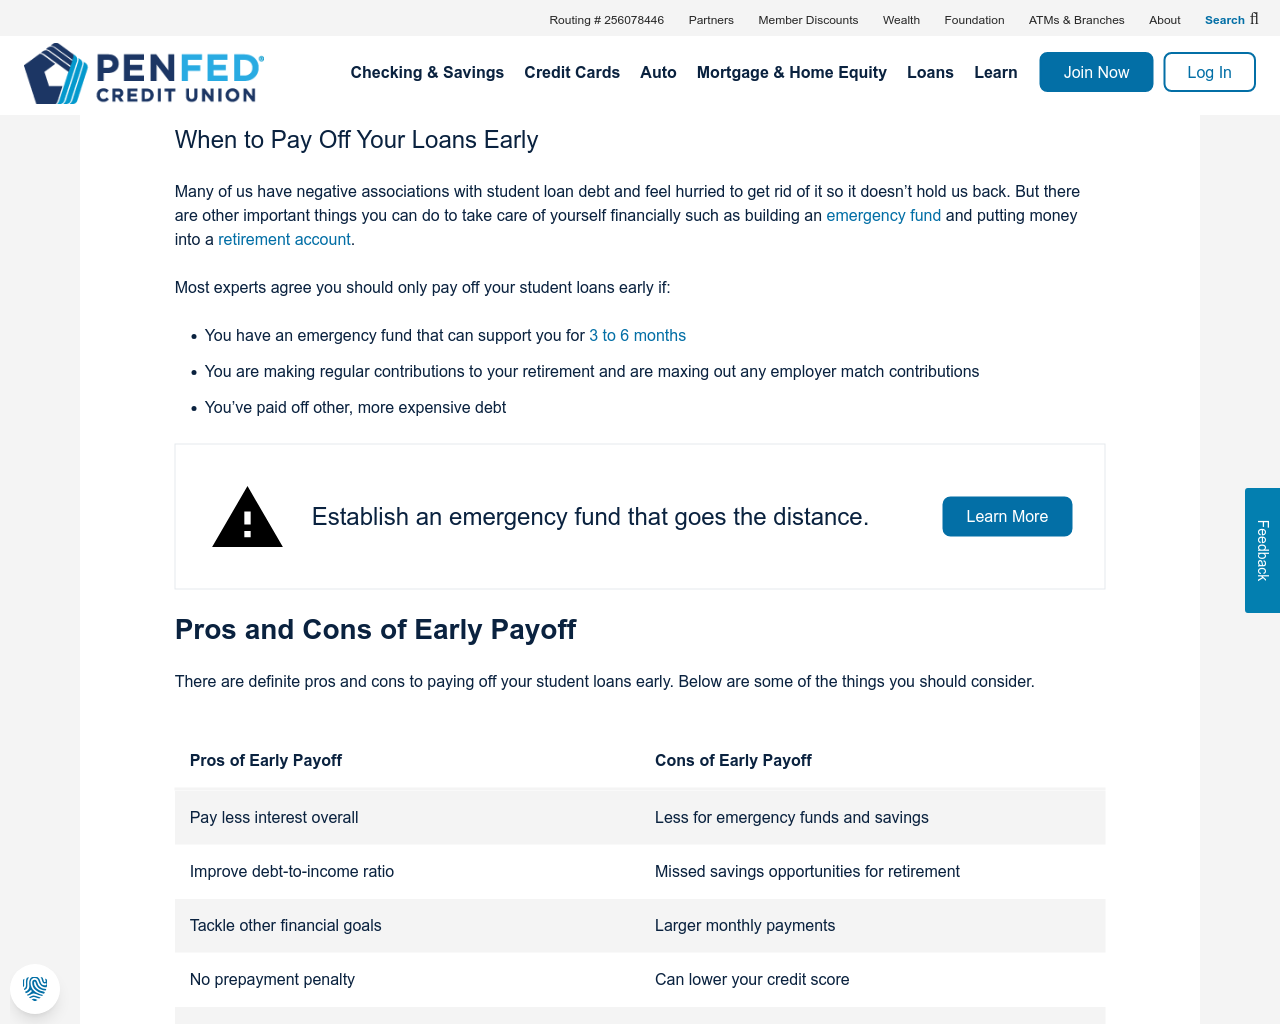 Routing # 256078446 Partners Member Discounts Wealth Foundation ATMs & Branches About Search
PENFED®
CREDIT UNION
Checking & Savings Credit Cards Auto Mortgage & Home Equity Loans Learn Join Now Log In
When to Pay Off Your Loans Early
Many of us have negative associations with student loan debt and feel hurried to get rid of it so it doesn’t hold us back. But there
are other important things you can do to take care of yourself financially such as building an emergency fund and putting money
into a retirement account.
Most experts agree you should only pay off your student loans early if:
• You have an emergency fund that can support you for 3 to 6 months
• You are making regular contributions to your retirement and are maxing out any employer match contributions
• You’ve paid off other, more expensive debt
Establish an emergency fund that goes the distance. Learn More
Feedback
Pros and Cons of Early Payoff
There are definite pros and cons to paying off your student loans early. Below are some of the things you should consider.
Pros of Early Payoff Cons of Early Payoff
Pay less interest overall Less for emergency funds and savings
Improve debt-to-income ratio Missed savings opportunities for retirement
Tackle other financial goals Larger monthly payments
No prepayment penalty Can lower your credit score